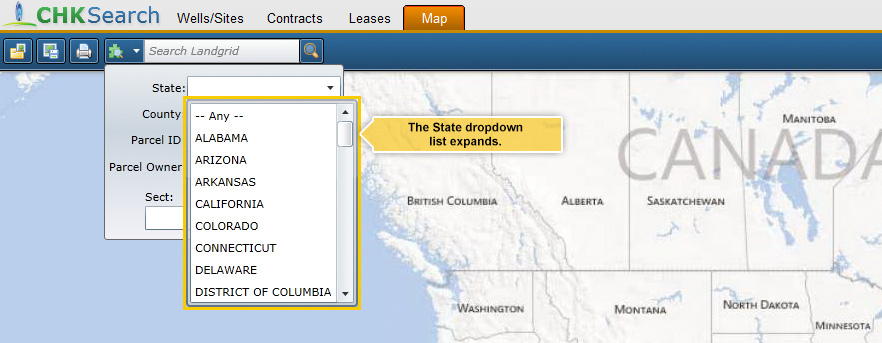 CHKSearch
Wells/Sites
Contracts
Leases
Map
Search Landgrid
State:
County
Parcel ID
Parcel Owner
Sect:
-- Any --
ALABAMA
ARIZONA
ARKANSAS
CALIFORNIA
COLORADO
CONNECTICUT
DELAWARE
DISTRICT OF COLUMBIA
The State dropdown
list expands.
CANADA
MANITOBA
BRITISH COLUMBIA
ALBERTA
SASKATCHEWAN
WASHINGTON
MONTANA
NORTH DAKOTA
MINNESOTA